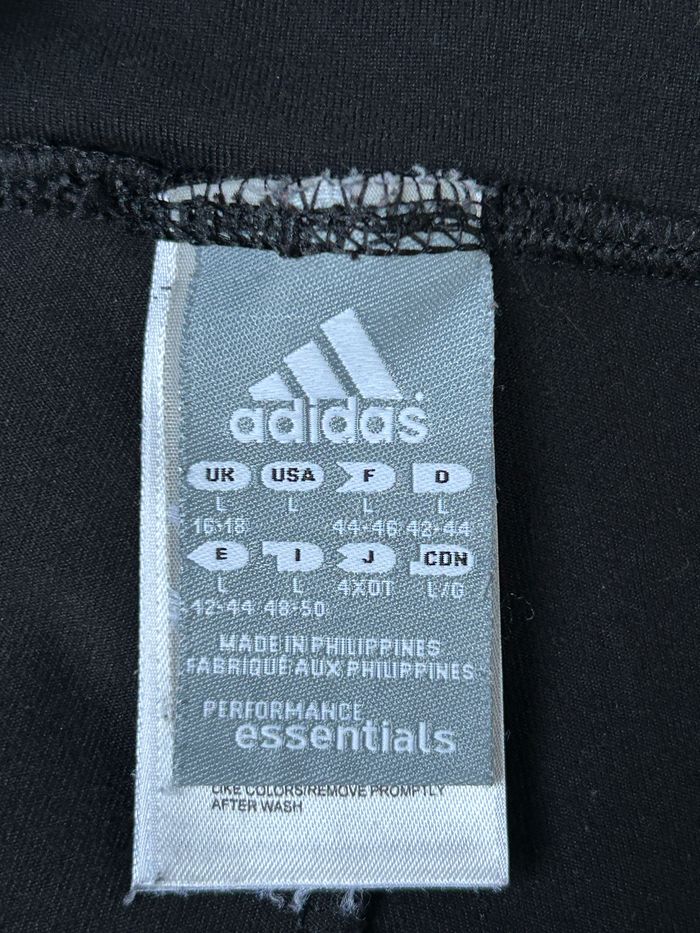 adidas
UK USA F D
L L L L
16-18 44-46 42-44
E I J CDN
L L 4XOT L/G
42-44 48-50
MADE IN PHILIPPINES
FABRIQUÉ AUX PHILIPPINES
PERFORMANCE
essentials
LIKE COLORS/REMOVE PROMPTLY
AFTER WASH